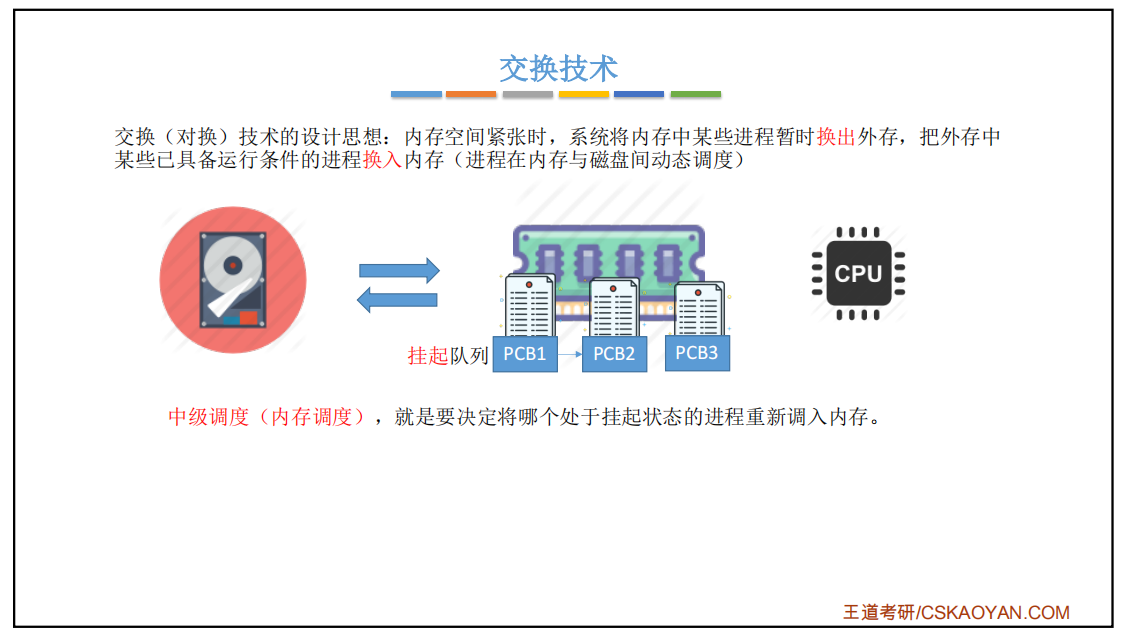 交换技术
交换（对换）技术的设计思想：内存空间紧张时，系统将内存中某些进程暂时换出外存，把外存中
某些已具备运行条件的进程换入内存（进程在内存与磁盘间动态调度）
CPU
挂起队列 PCB1 PCB2 PCB3
中级调度（内存调度），就是要决定将哪个处于挂起状态的进程重新调入内存。
王道考研/CSKAOYAN.COM